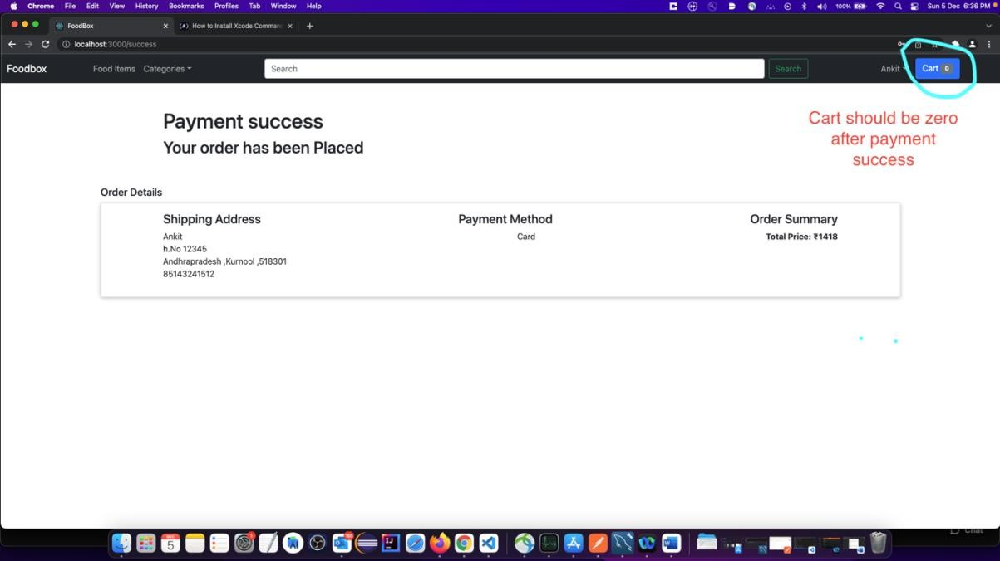 Chrome File Edit View History Bookmarks Profiles Tab Window Help 100% Sun 5 Dec 6:36 PM
FoodBox How to Install Xcode Comman
localhost:3000/success
Foodbox Food Items Categories Search Search Ankit Cart 0
Payment success
Your order has been Placed
Cart should be zero
after payment
success
Order Details
Shipping Address Payment Method Order Summary
Ankit Card Total Price: ₹1418
h.No 12345
Andhrapradesh ,Kurnool ,518301
85143241512
Chat
DEC
5